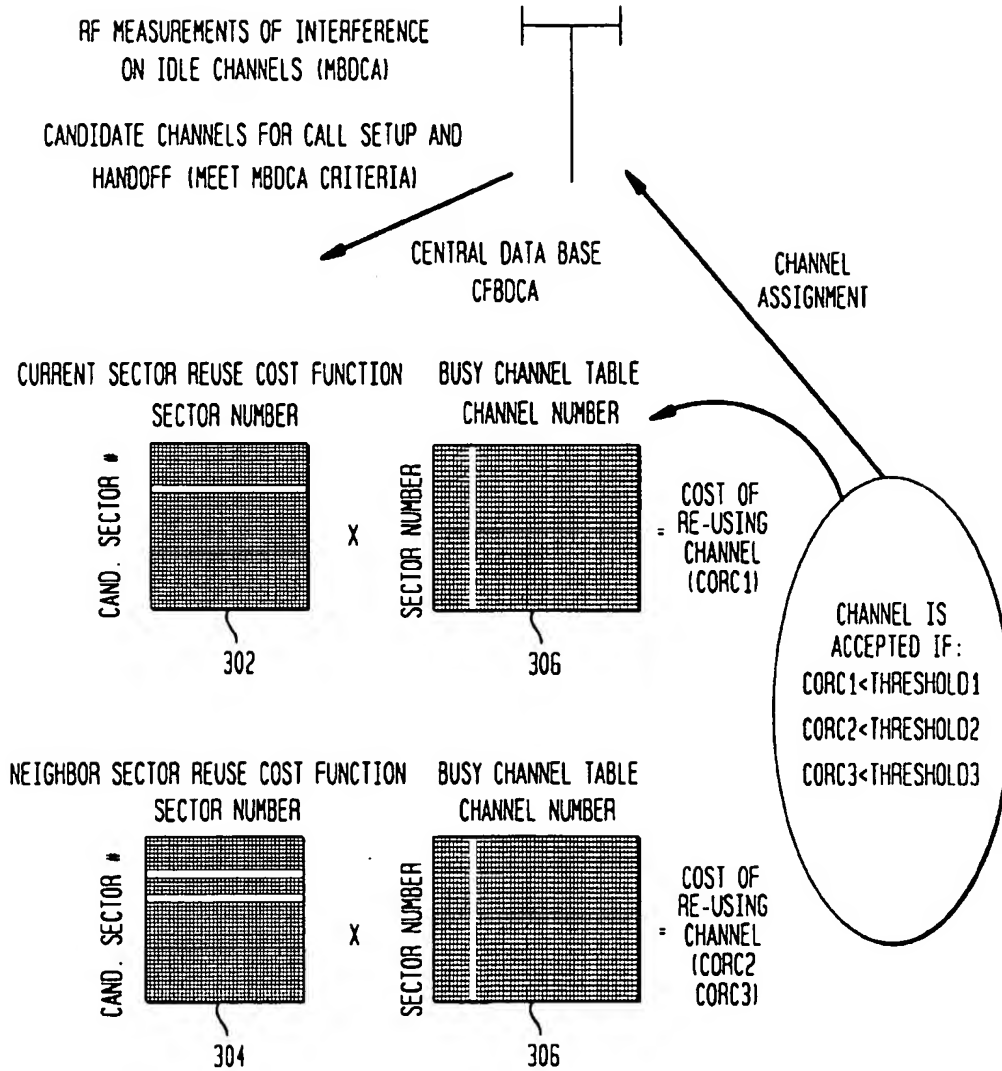 RF MEASUREMENTS OF INTERFERENCE
ON IDLE CHANNELS (MBDCA)
CANDIDATE CHANNELS FOR CALL SETUP AND
HANDOFF (MEET MBDCA CRITERIA)
CENTRAL DATA BASE
CFBDCA
CHANNEL
ASSIGNMENT
CURRENT SECTOR REUSE COST FUNCTION
SECTOR NUMBER
CAND. SECTOR #
302
X
BUSY CHANNEL TABLE
CHANNEL NUMBER
SECTOR NUMBER
306
= COST OF
RE-USING
CHANNEL
(CORC1)
CHANNEL IS
ACCEPTED IF:
CORC1<THRESHOLD1
CORC2<THRESHOLD2
CORC3<THRESHOLD3
NEIGHBOR SECTOR REUSE COST FUNCTION
SECTOR NUMBER
CAND. SECTOR #
304
X
BUSY CHANNEL TABLE
CHANNEL NUMBER
SECTOR NUMBER
306
= COST OF
RE-USING
CHANNEL
(CORC2
CORC3)